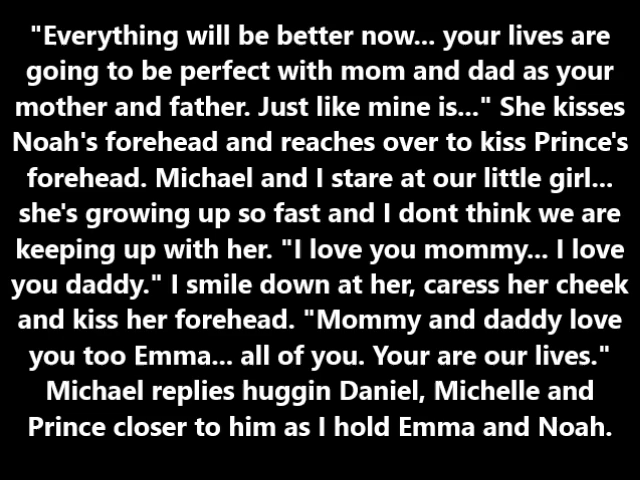 "Everything will be better now... your lives are
going to be perfect with mom and dad as your
mother and father. Just like mine is..." She kisses
Noah's forehead and reaches over to kiss Prince's
forehead. Michael and I stare at our little girl...
she's growing up so fast and I dont think we are
keeping up with her. "I love you mommy... I love
you daddy." I smile down at her, caress her cheek
and kiss her forehead. "Mommy and daddy love
you too Emma... all of you. Your are our lives."
Michael replies huggin Daniel, Michelle and
Prince closer to him as I hold Emma and Noah.